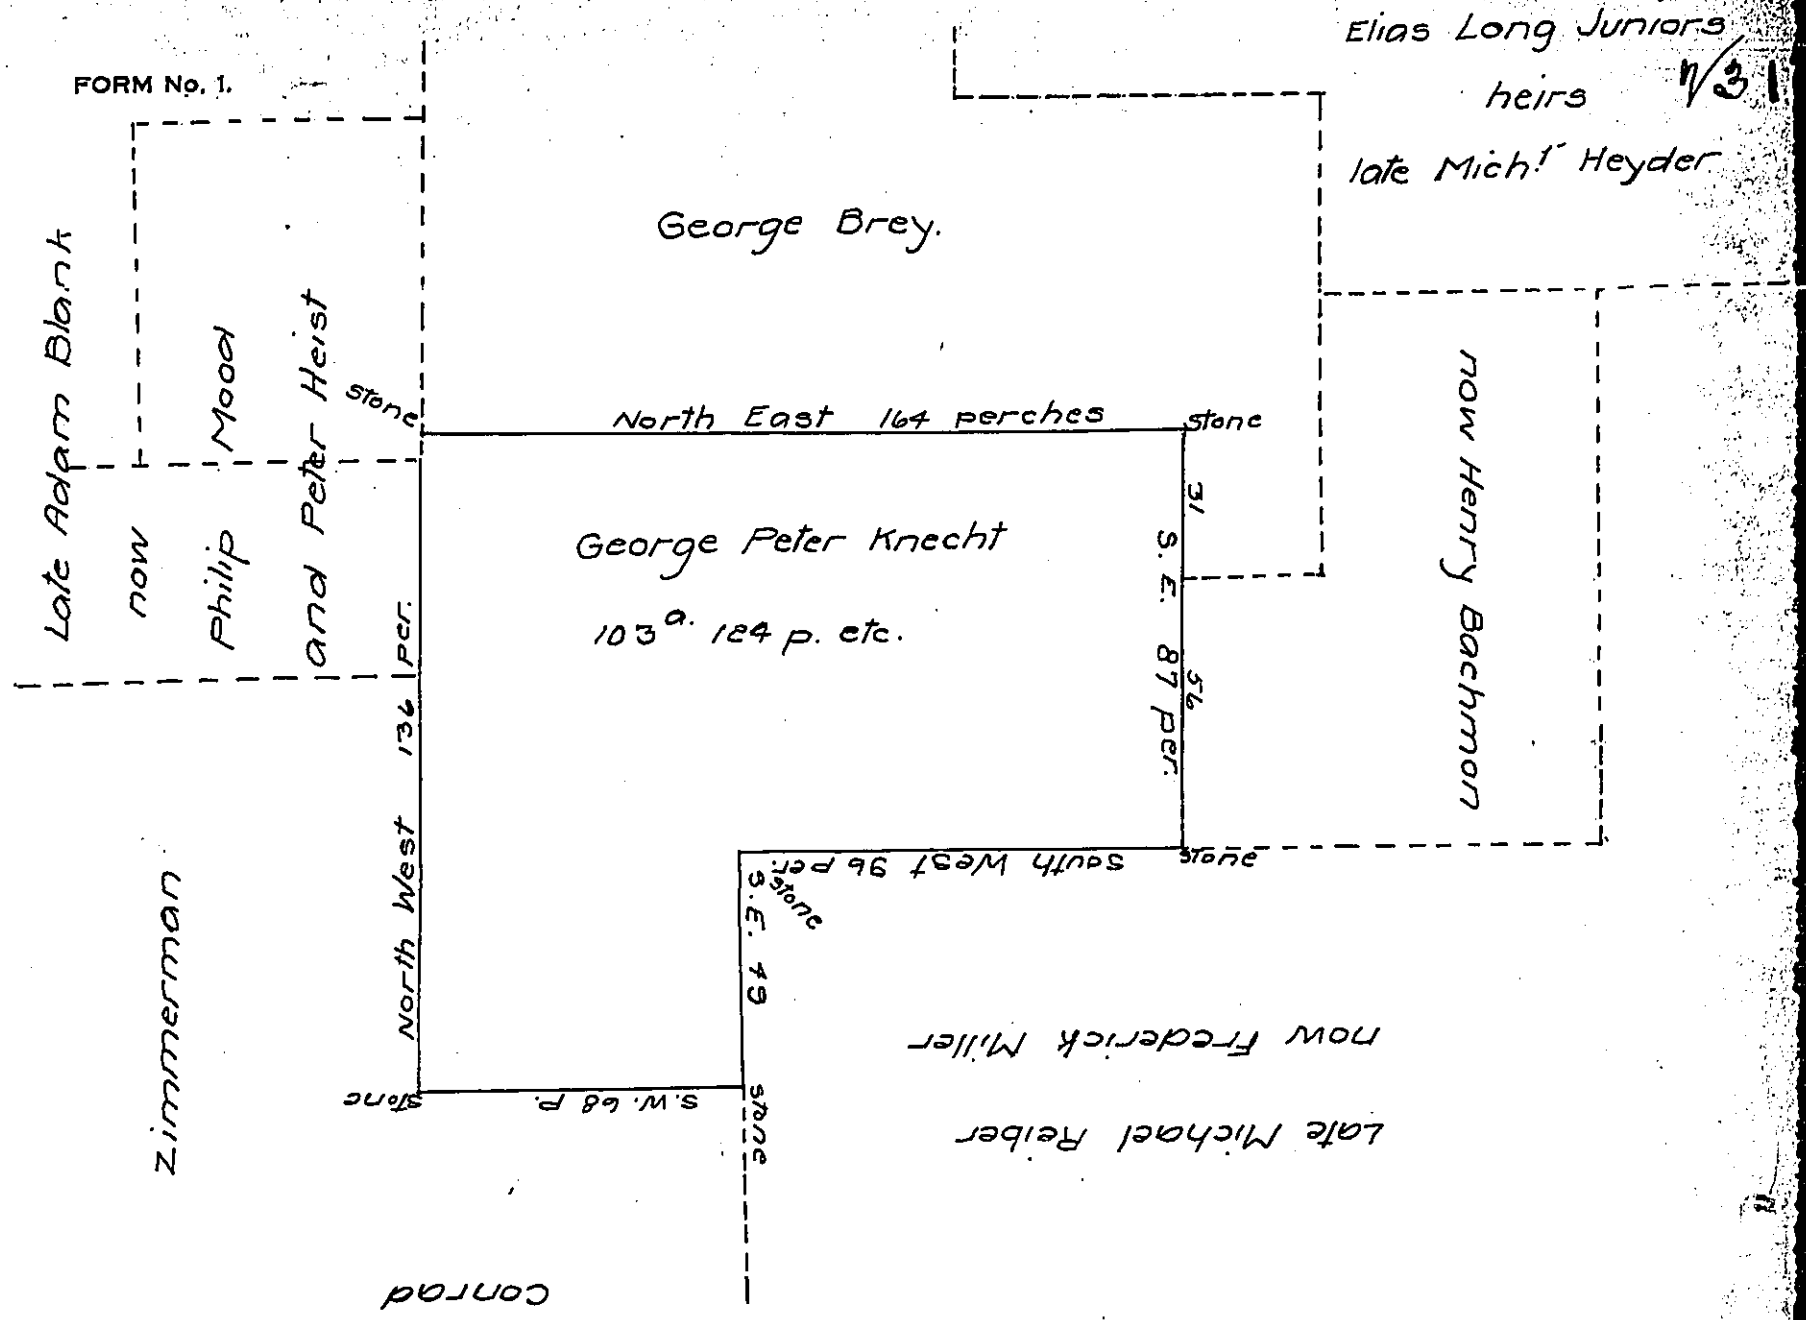 FORM No. 1.
Elias Long Juniors
heirs
late Mich.l Heyder
George Brey.
Late Adam Blank
now
Philip Mood
and Peter Heist
stone
North East 164 perches
stone
31
S. E. 87 per.
56
now Henry Bachmon
George Peter Knecht
103a. 124 p. etc.
North West 136 per.
stone
South West 96 per.
stone
S.E. 49
stone
S.W. 68 P.
stone
Zimmerman
now Frederick Miller
Late Michael Reiber
Conrad